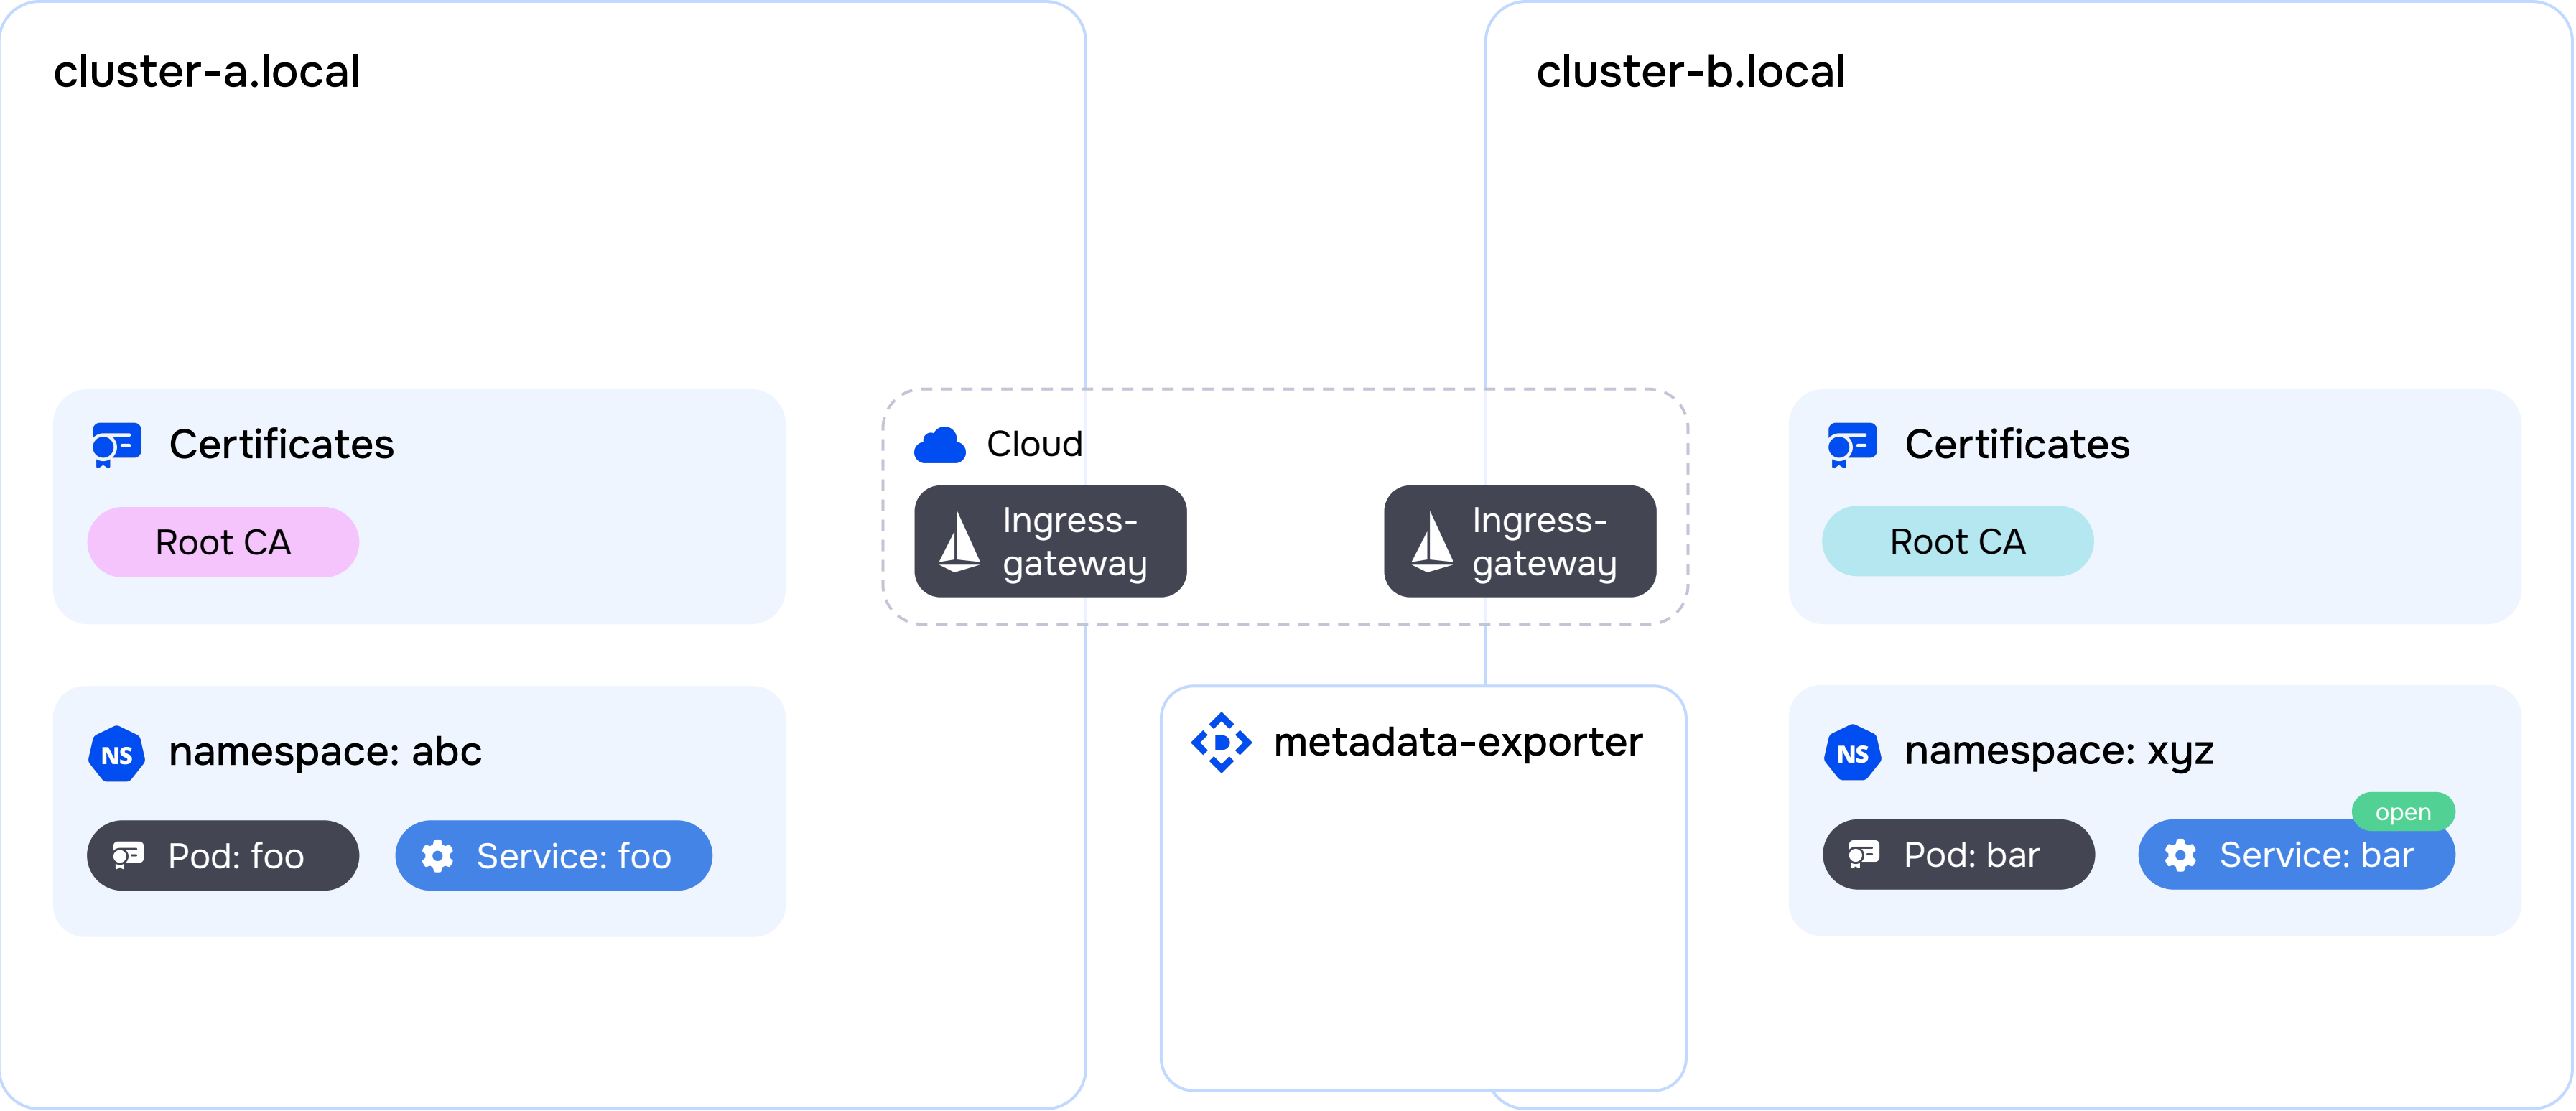 cluster-a.local
cluster-b.local
Certificates
Root CA
Cloud
Ingress-
gateway
Ingress-
gateway
Certificates
Root CA
NS
namespace: abc
Pod: foo
Service: foo
metadata-exporter
NS
namespace: xyz
open
Pod: bar
Service: bar